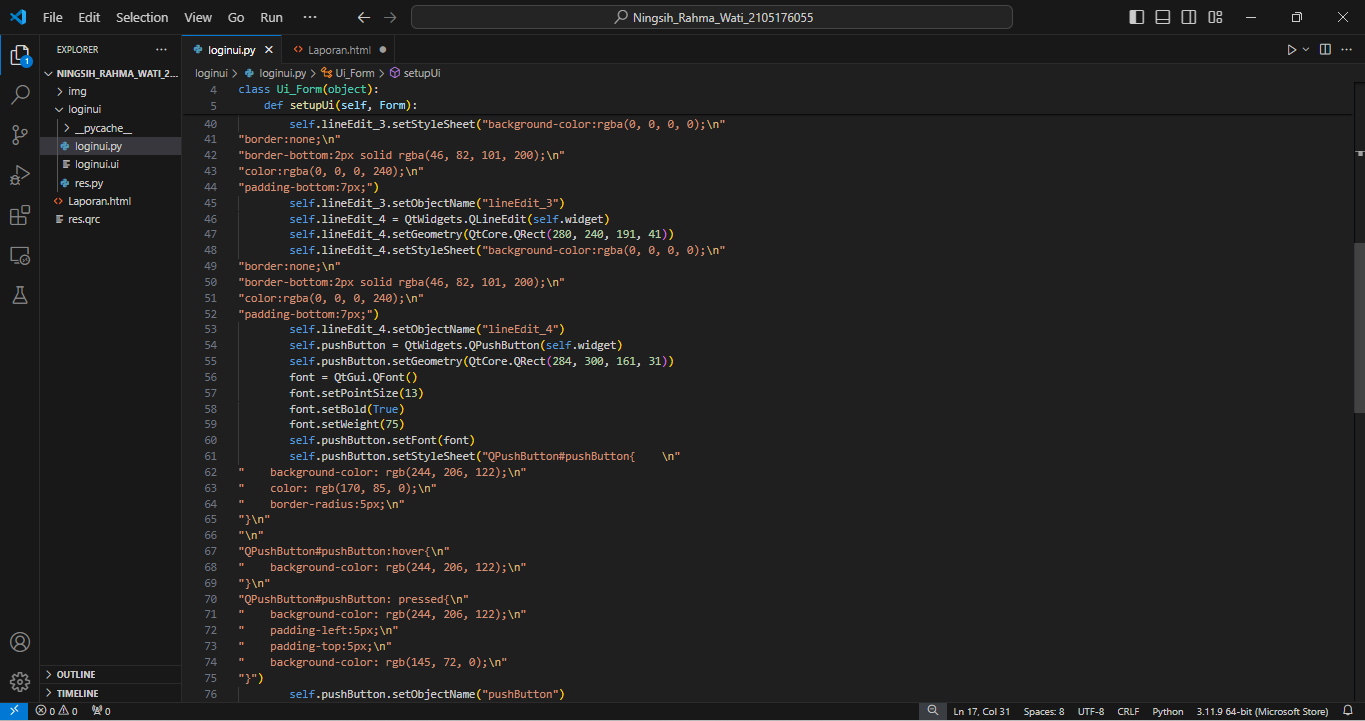 File Edit Selection View Go Run ··· Ningsih_Rahma_Wati_2105176055
EXPLORER ···
NINGSIH_RAHMA_WATI_2...
img
loginui
__pycache__
loginui.py
loginui.ui
res.py
Laporan.html
res.qrc
OUTLINE
TIMELINE
1
loginui.py Laporan.html
loginui > loginui.py > Ui_Form > setupUi
4 class Ui_Form(object):
5     def setupUi(self, Form):
40         self.lineEdit_3.setStyleSheet("background-color:rgba(0, 0, 0, 0);\n"
41 "border:none;\n"
42 "border-bottom:2px solid rgba(46, 82, 101, 200);\n"
43 "color:rgba(0, 0, 0, 240);\n"
44 "padding-bottom:7px;")
45         self.lineEdit_3.setObjectName("lineEdit_3")
46         self.lineEdit_4 = QtWidgets.QLineEdit(self.widget)
47         self.lineEdit_4.setGeometry(QtCore.QRect(280, 240, 191, 41))
48         self.lineEdit_4.setStyleSheet("background-color:rgba(0, 0, 0, 0);\n"
49 "border:none;\n"
50 "border-bottom:2px solid rgba(46, 82, 101, 200);\n"
51 "color:rgba(0, 0, 0, 240);\n"
52 "padding-bottom:7px;")
53         self.lineEdit_4.setObjectName("lineEdit_4")
54         self.pushButton = QtWidgets.QPushButton(self.widget)
55         self.pushButton.setGeometry(QtCore.QRect(284, 300, 161, 31))
56         font = QtGui.QFont()
57         font.setPointSize(13)
58         font.setBold(True)
59         font.setWeight(75)
60         self.pushButton.setFont(font)
61         self.pushButton.setStyleSheet("QPushButton#pushButton{    \n"
62 "    background-color: rgb(244, 206, 122);\n"
63 "    color: rgb(170, 85, 0);\n"
64 "    border-radius:5px;\n"
65 "}\n"
66 "\n"
67 "QPushButton#pushButton:hover{\n"
68 "    background-color: rgb(244, 206, 122);\n"
69 "}\n"
70 "QPushButton#pushButton: pressed{\n"
71 "    background-color: rgb(244, 206, 122);\n"
72 "    padding-left:5px;\n"
73 "    padding-top:5px;\n"
74 "    background-color: rgb(145, 72, 0);\n"
75 "}")
76         self.pushButton.setObjectName("pushButton")
0 0 0 Ln 17, Col 31 Spaces: 8 UTF-8 CRLF Python 3.11.9 64-bit (Microsoft Store)